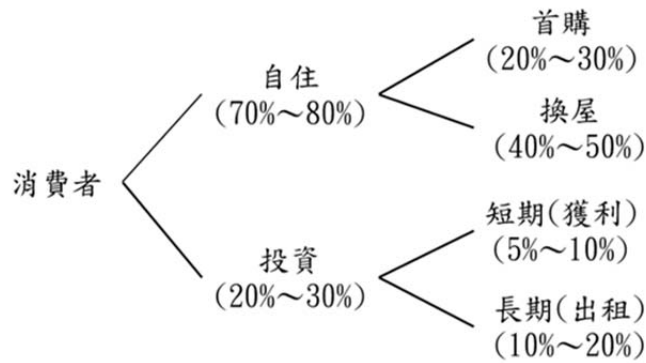 消費者
自住
(70%～80%)
首購
(20%～30%)
換屋
(40%～50%)
投資
(20%～30%)
短期(獲利)
(5%～10%)
長期(出租)
(10%～20%)